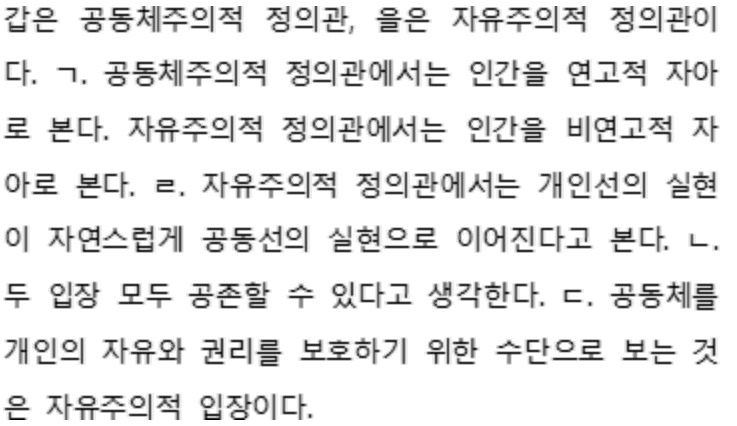 갑은 공동체주의적 정의관, 을은 자유주의적 정의관이
다. ㄱ. 공동체주의적 정의관에서는 인간을 연고적 자아
로 본다. 자유주의적 정의관에서는 인간을 비연고적 자
아로 본다. ㄹ. 자유주의적 정의관에서는 개인선의 실현
이 자연스럽게 공동선의 실현으로 이어진다고 본다. ㄴ.
두 입장 모두 공존할 수 있다고 생각한다. ㄷ. 공동체를
개인의 자유와 권리를 보호하기 위한 수단으로 보는 것
은 자유주의적 입장이다.